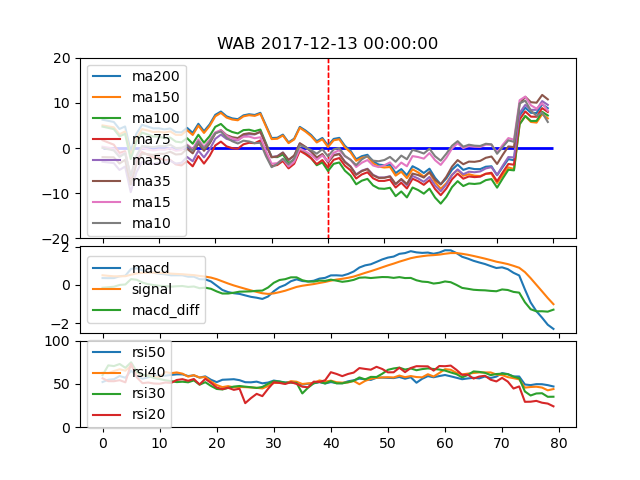 WAB 2017-12-13 00:00:00
20
10
0
−10
−20
ma200
ma150
ma100
ma75
ma50
ma35
ma15
ma10
2
0
−2
macd
signal
macd_diff
100
50
0
rsi50
rsi40
rsi30
rsi20
0 10 20 30 40 50 60 70 80